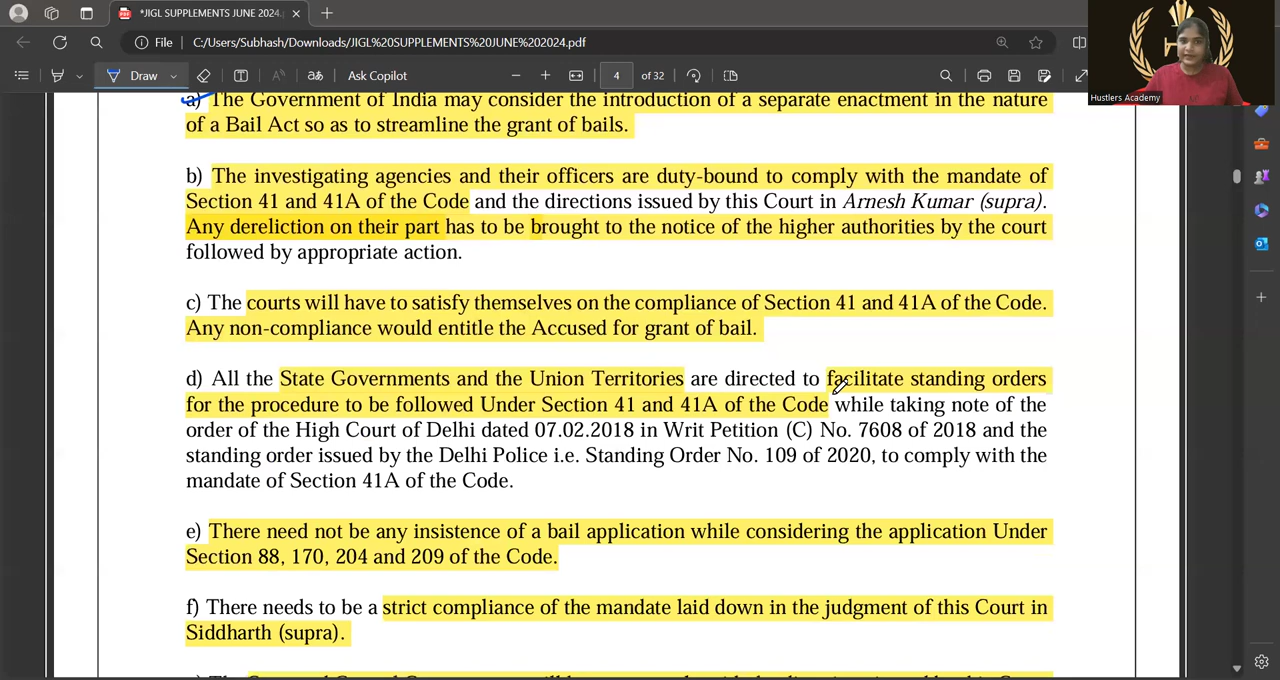 *JIGL SUPPLEMENTS JUNE 2024.
File
C:/Users/Subhash/Downloads/JIGL%20SUPPLEMENTS%20JUNE%202024.pdf
Draw
Ask Copilot
4
of 32
Hustlers Academy
a) The Government of India may consider the introduction of a separate enactment in the nature
of a Bail Act so as to streamline the grant of bails.
b) The investigating agencies and their officers are duty-bound to comply with the mandate of
Section 41 and 41A of the Code and the directions issued by this Court in Arnesh Kumar (supra).
Any dereliction on their part has to be brought to the notice of the higher authorities by the court
followed by appropriate action.
c) The courts will have to satisfy themselves on the compliance of Section 41 and 41A of the Code.
Any non-compliance would entitle the Accused for grant of bail.
d) All the State Governments and the Union Territories are directed to facilitate standing orders
for the procedure to be followed Under Section 41 and 41A of the Code while taking note of the
order of the High Court of Delhi dated 07.02.2018 in Writ Petition (C) No. 7608 of 2018 and the
standing order issued by the Delhi Police i.e. Standing Order No. 109 of 2020, to comply with the
mandate of Section 41A of the Code.
e) There need not be any insistence of a bail application while considering the application Under
Section 88, 170, 204 and 209 of the Code.
f) There needs to be a strict compliance of the mandate laid down in the judgment of this Court in
Siddharth (supra).